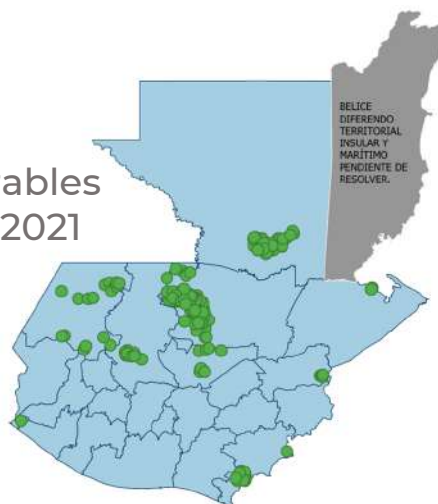 ables
2021
BELICE
DIFERENDO
TERRITORIAL
INSULAR Y
MARÍTIMO
PENDIENTE DE
RESOLVER.